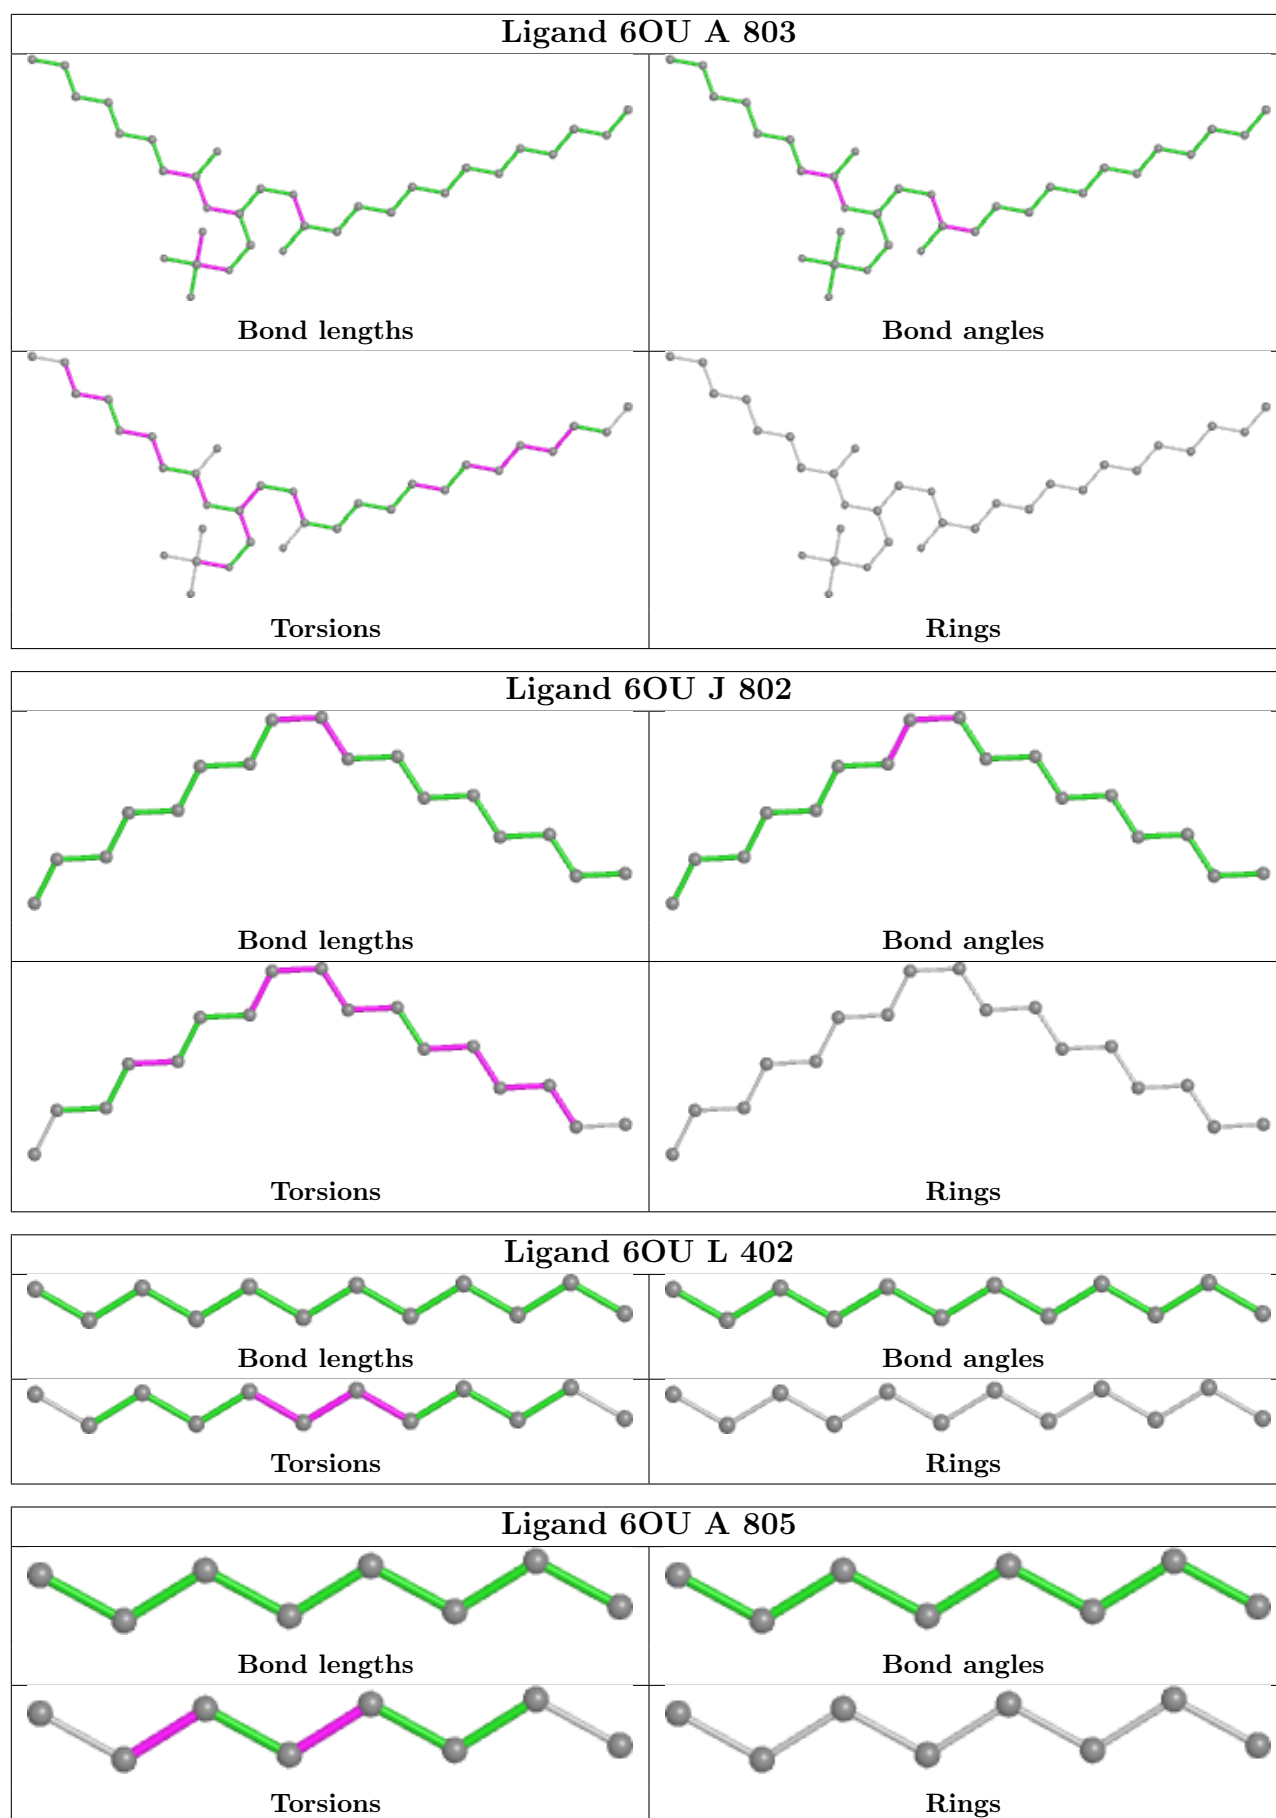 Ligand 6OU A 803
Bond lengths
Bond angles
Torsions
Rings
Ligand 6OU J 802
Bond lengths
Bond angles
Torsions
Rings
Ligand 6OU L 402
Bond lengths
Bond angles
Torsions
Rings
Ligand 6OU A 805
Bond lengths
Bond angles
Torsions
Rings